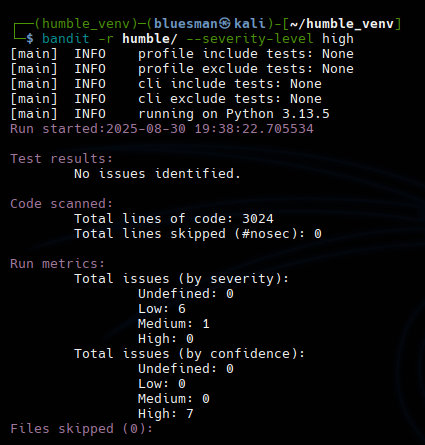 ┌──(humble_venv)─(bluesman㉿kali)-[~/humble_venv]
└─$ bandit -r humble/ --severity-level high
[main]  INFO    profile include tests: None
[main]  INFO    profile exclude tests: None
[main]  INFO    cli include tests: None
[main]  INFO    cli exclude tests: None
[main]  INFO    running on Python 3.13.5
Run started:2025-08-30 19:38:22.705534

Test results:
        No issues identified.

Code scanned:
        Total lines of code: 3024
        Total lines skipped (#nosec): 0

Run metrics:
        Total issues (by severity):
                Undefined: 0
                Low: 6
                Medium: 1
                High: 0
        Total issues (by confidence):
                Undefined: 0
                Low: 0
                Medium: 0
                High: 7
Files skipped (0):